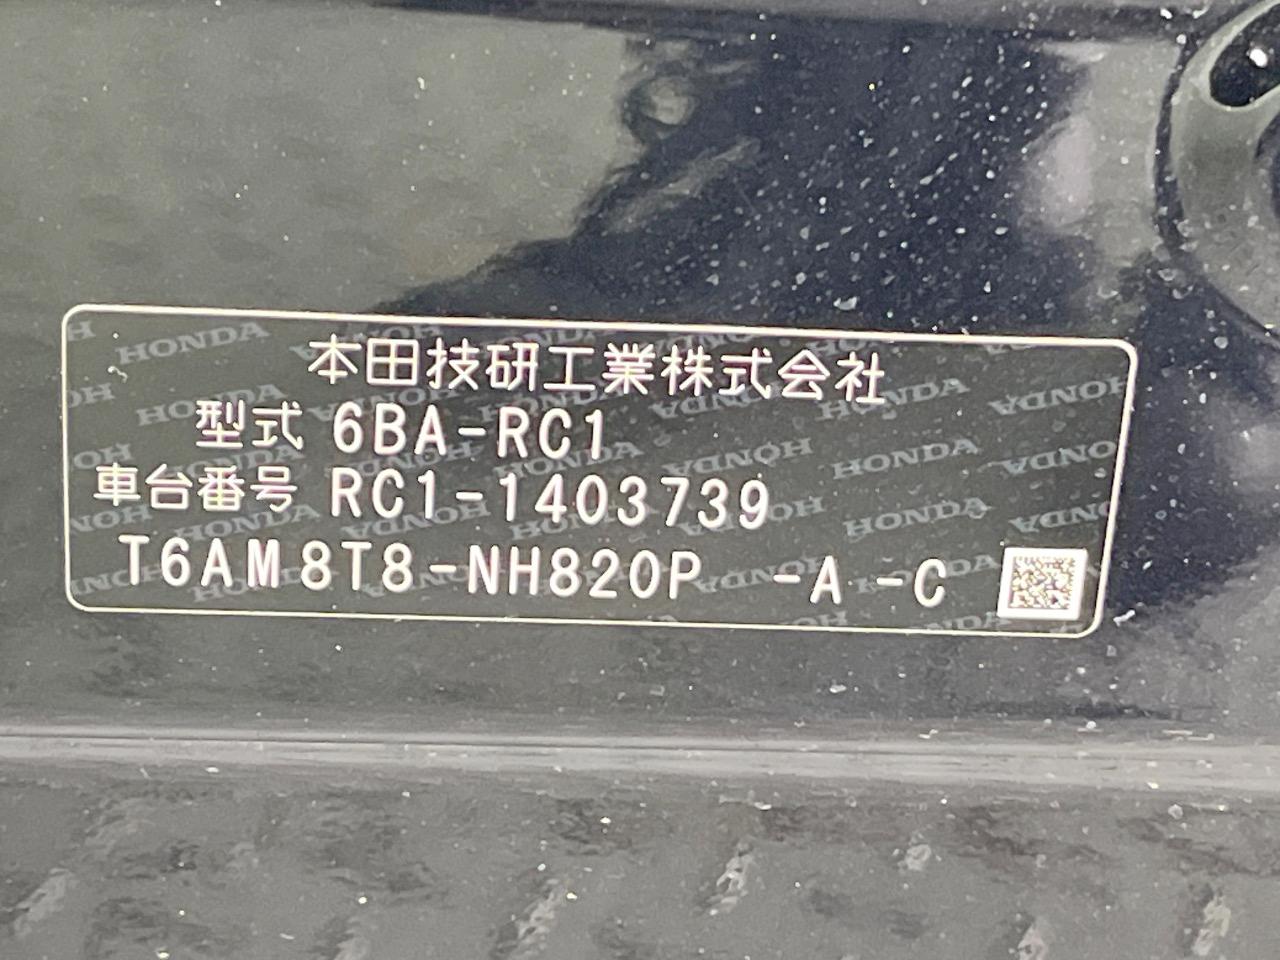 本田技研工業株式会社
型式 6BA-RC1
車台番号 RC1-1403739
T6AM8T8-NH820P -A -C